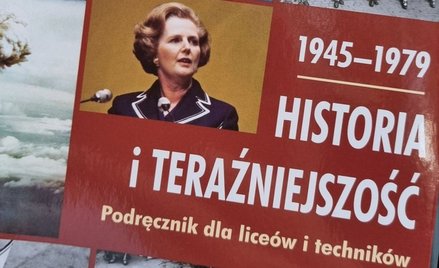 1945–1979
HISTORIA
i TERAŹNIEJSZOŚĆ
Podręcznik dla liceów i techników